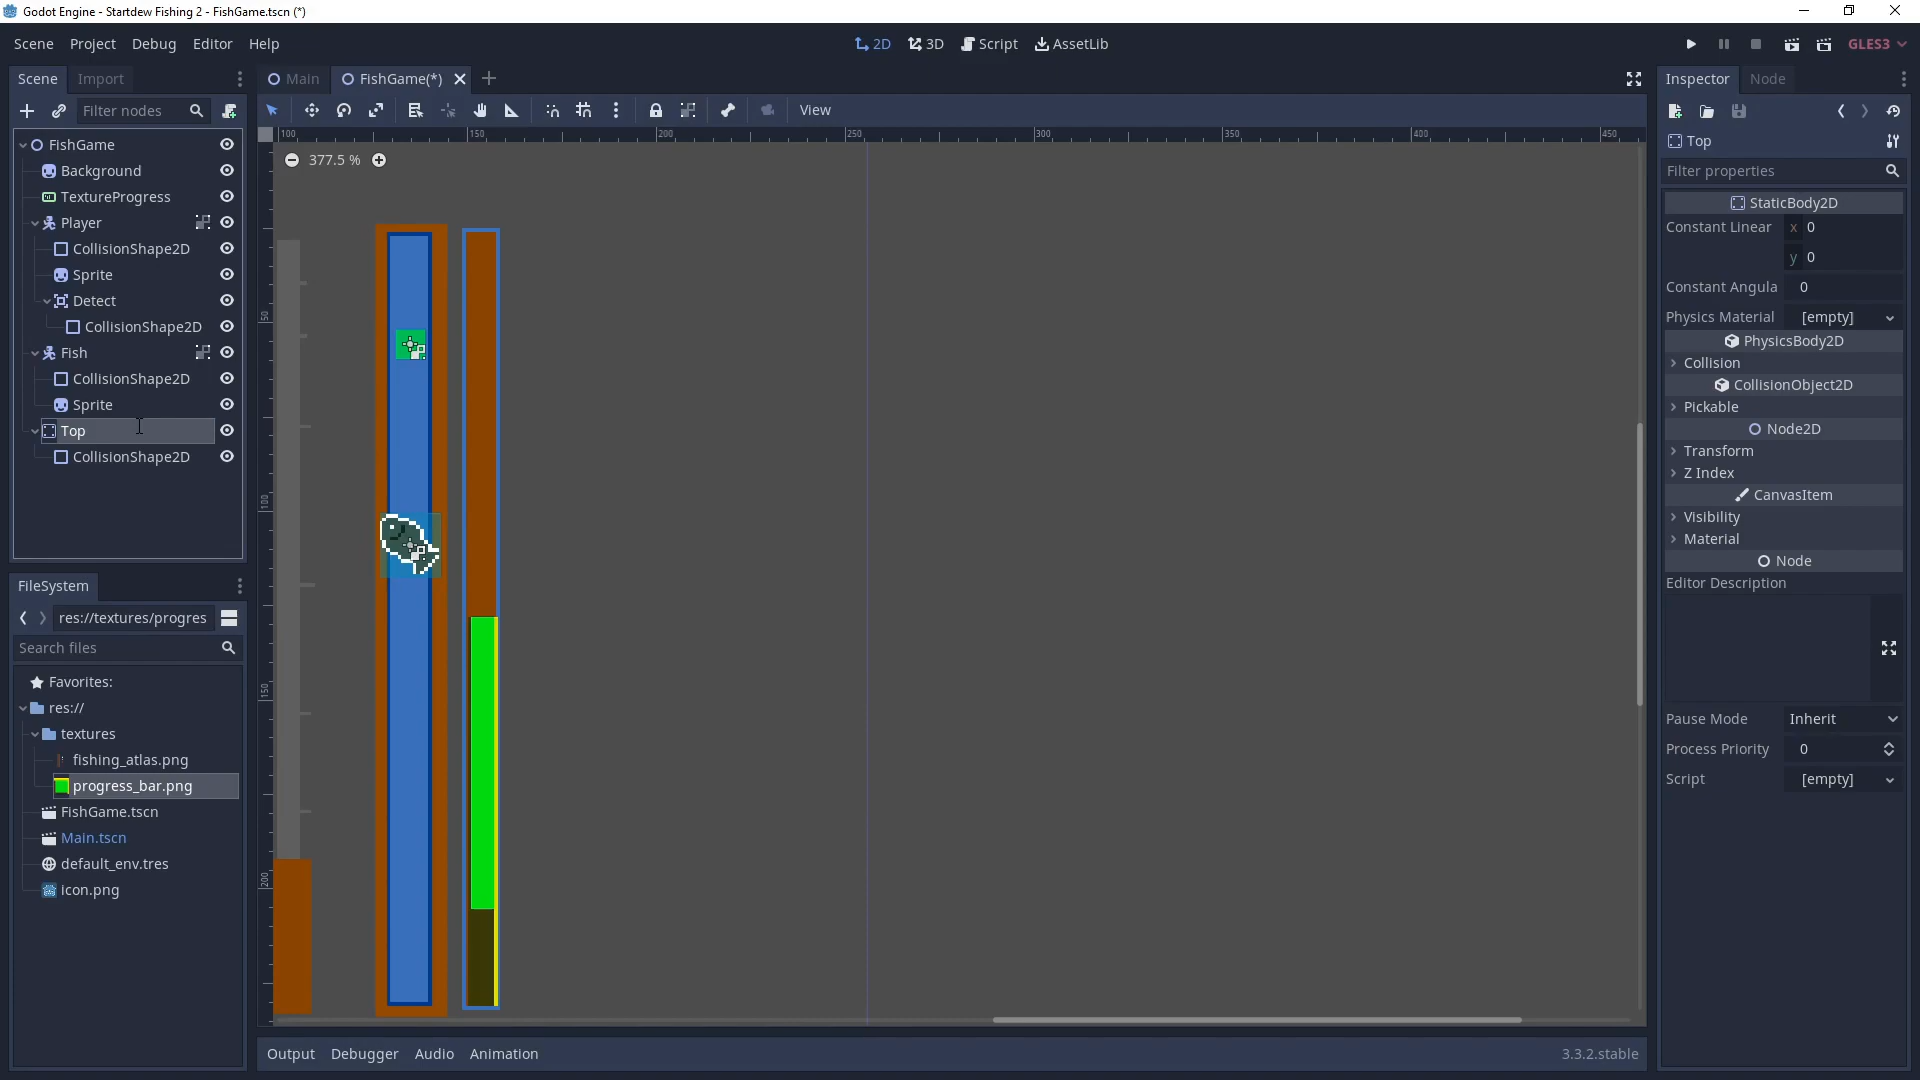 Godot Engine - Startdew Fishing 2 - FishGame.tscn (*)
Scene Project Debug Editor Help
2D 3D Script AssetLib
GLES3
Scene Import
Main FishGame(*)
Inspector Node
Filter nodes
View
Top
Filter properties
100 150 200 250 300 350 400 450
377.5 %
50
100
150
200
FishGame
Background
TextureProgress
Player
CollisionShape2D
Sprite
Detect
CollisionShape2D
Fish
CollisionShape2D
Sprite
Top
CollisionShape2D
FileSystem
res://textures/progres
Search files
Favorites:
res://
textures
fishing_atlas.png
progress_bar.png
FishGame.tscn
Main.tscn
default_env.tres
icon.png
StaticBody2D
Constant Linear x 0
y 0
Constant Angula 0
Physics Material [empty]
PhysicsBody2D
Collision
CollisionObject2D
Pickable
Node2D
Transform
Z Index
CanvasItem
Visibility
Material
Node
Editor Description
Pause Mode Inherit
Process Priority 0
Script [empty]
Output Debugger Audio Animation
3.3.2.stable